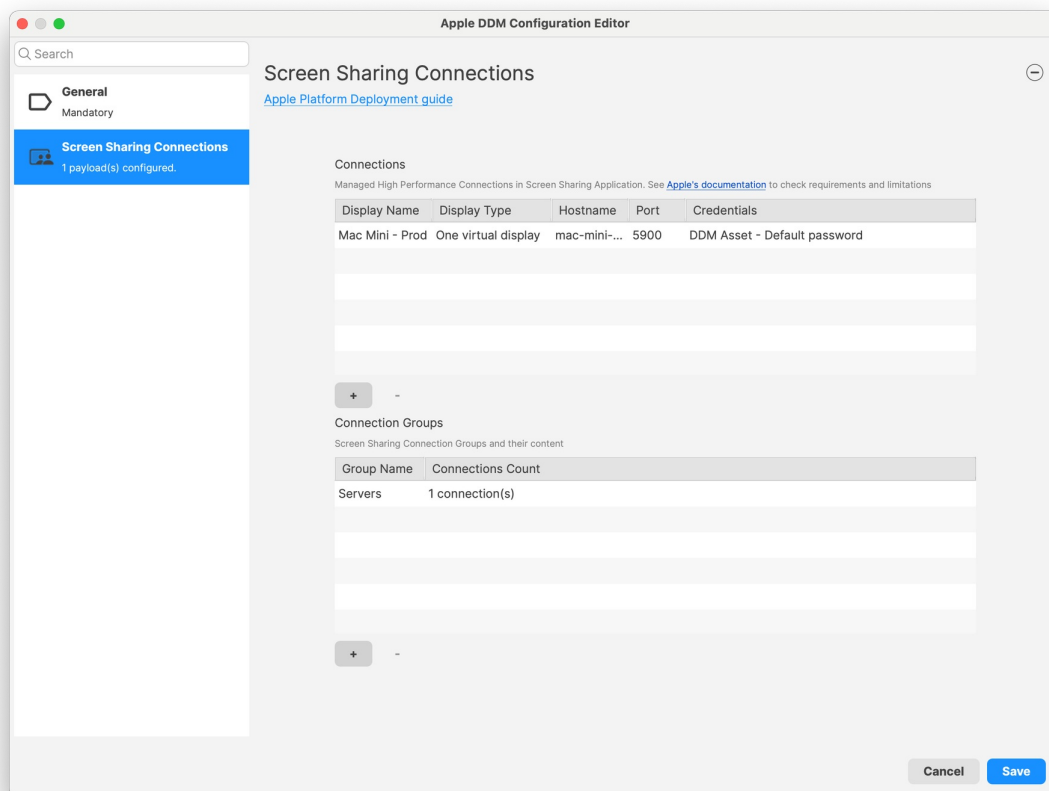 Apple DDM Configuration Editor
Search
General
Mandatory
Screen Sharing Connections
1 payload(s) configured.
Screen Sharing Connections
Apple Platform Deployment guide
Connections
Managed High Performance Connections in Screen Sharing Application. See Apple's documentation to check requirements and limitations
Display Name Display Type Hostname Port Credentials
Mac Mini - Prod One virtual display mac-mini-... 5900 DDM Asset - Default password
+ -
Connection Groups
Screen Sharing Connection Groups and their content
Group Name Connections Count
Servers 1 connection(s)
+ -
Cancel Save